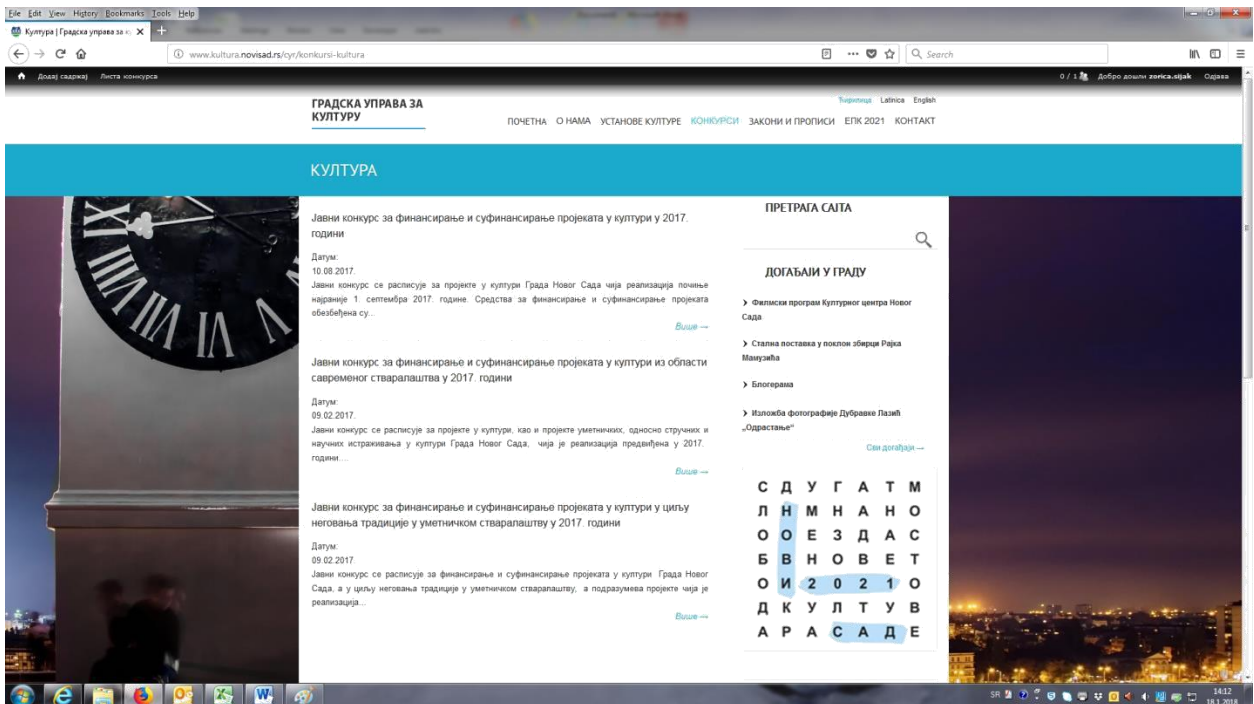 File Edit View History Bookmarks Tools Help
Култура | Градска управа за
www.kultura.novisad.rs/cyr/konkursi-kultura
Search
Додај садржај Листа конкурса
0 / 1 Добро дошли zorica.sijak Одјава
ГРАДСКА УПРАВА ЗА
КУЛТУРУ
Ћирилица Latinica English
ПОЧЕТНА О НАМА УСТАНОВЕ КУЛТУРЕ КОНКУРСИ ЗАКОНИ И ПРОПИСИ ЕПК 2021 КОНТАКТ
КУЛТУРА
Јавни конкурс за финансирање и суфинансирање пројеката у култури у 2017.
години
Датум:
10.08.2017.
Јавни конкурс се расписује за пројекте у култури Града Новог Сада чија реализација почиње
најраније 1. септембра 2017. године. Средства за финансирање и суфинансирање пројеката
обезбеђена су...
Више →
Јавни конкурс за финансирање и суфинансирање пројеката у култури из области
савременог стваралаштва у 2017. години
Датум:
09.02.2017.
Јавни конкурс се расписује за пројекте у култури, као и пројекте уметничких, односно стручних и
научних истраживања у култури Града Новог Сада, чија је реализација предвиђена у 2017.
години....
Више →
Јавни конкурс за финансирање и суфинансирање пројеката у култури у циљу
неговања традиције у уметничком стваралаштву у 2017. години
Датум:
09.02.2017
Јавни конкурс се расписује за финансирање и суфинансирање пројеката у култури Града Новог
Сада, а у циљу неговања традиције у уметничком стваралаштву, а подразумева пројекте чија је
реализација...
Више →
ПРЕТРАГА САЈТА
ДОГАЂАЈИ У ГРАДУ
Филмски програм Културног центра Новог
Сада
Стална поставка у поклон збирци Рајка
Мамузића
Блогерама
Изложба фотографије Дубравке Лазић
„Одрастање“
Сви догађаји →
С Д У Г А Т М
Л Н М Н А Н О
О О Е З Д А С
Б В Н О В Е Т
О И 2 0 2 1 О
Д К У Л Т У В
А Р А С А Д Е
XI
XII
I
II
III
IIII
SR
14:12
18.1.2018